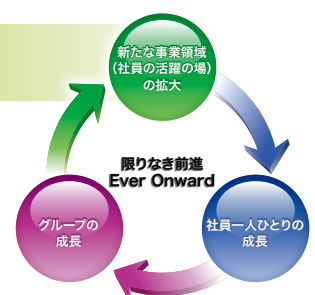 新たな事業領域
（社員の活躍の場）
の拡大
限りなき前進
Ever Onward
グループの
成長
社員一人ひとりの
成長